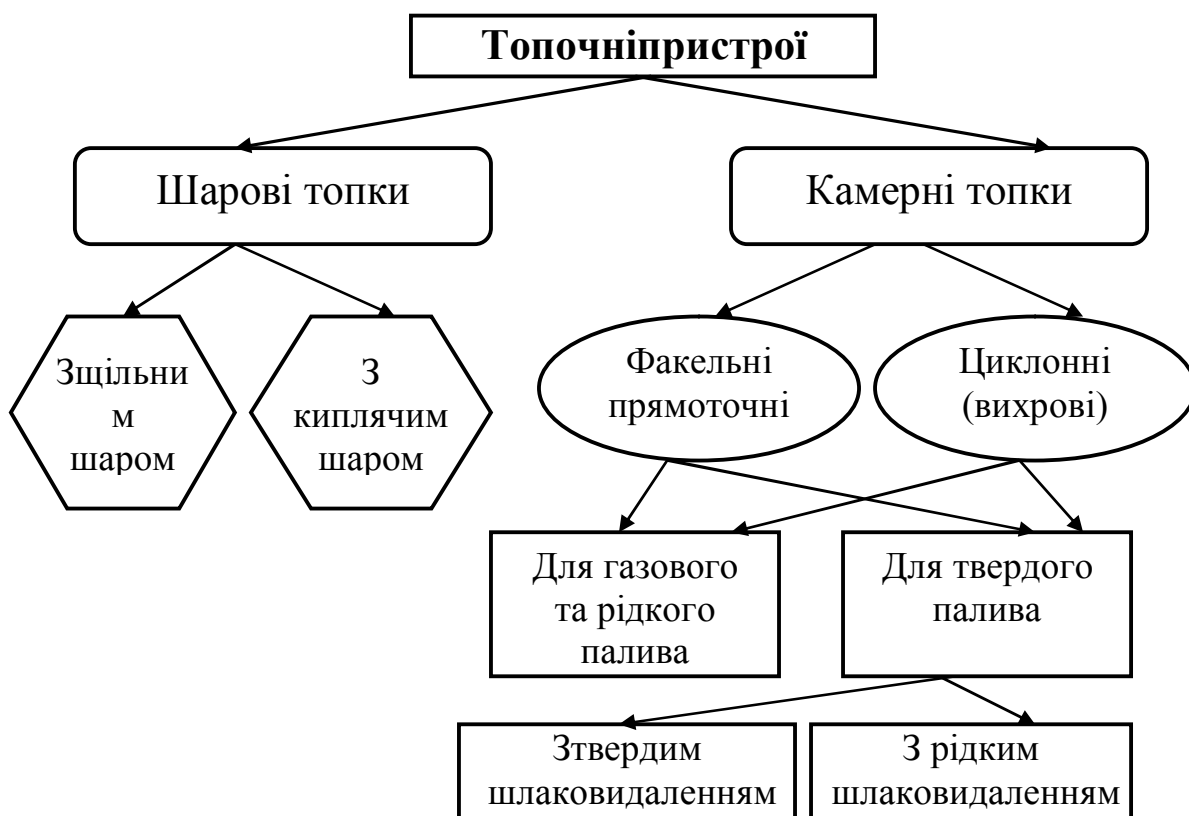 Топочніпристрої
Шарові топки
Камерні топки
Зщільни
м
шаром
З
киплячим
шаром
Факельні
прямоточні
Циклонні
(вихрові)
Для газового
та рідкого
палива
Для твердого
палива
Зтвердим
шлаковидаленням
З рідким
шлаковидаленням